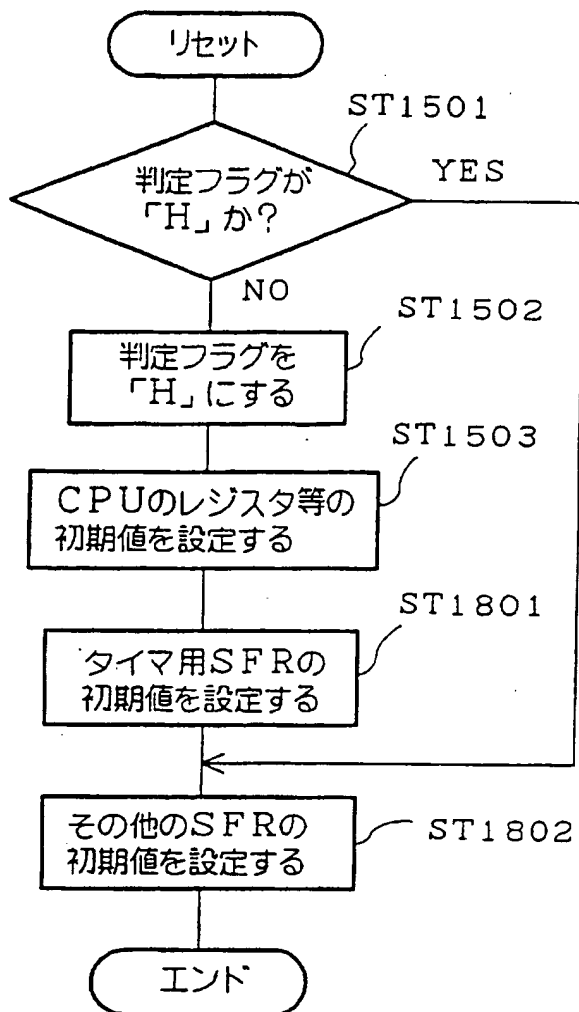 リセット
ST1501
判定フラグが
「H」か?
YES
NO
ST1502
判定フラグを
「H」にする
ST1503
CPUのレジスタ等の
初期値を設定する
ST1801
タイマ用SFRの
初期値を設定する
その他のSFRの
初期値を設定する
ST1802
エンド